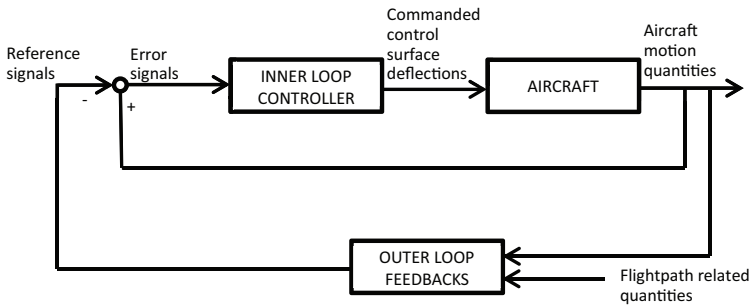 Reference
signals
Error
signals
-
+
INNER LOOP
CONTROLLER
Commanded
control
surface
deflections
AIRCRAFT
Aircraft
motion
quantities
OUTER LOOP
FEEDBACKS
Flightpath related
quantities